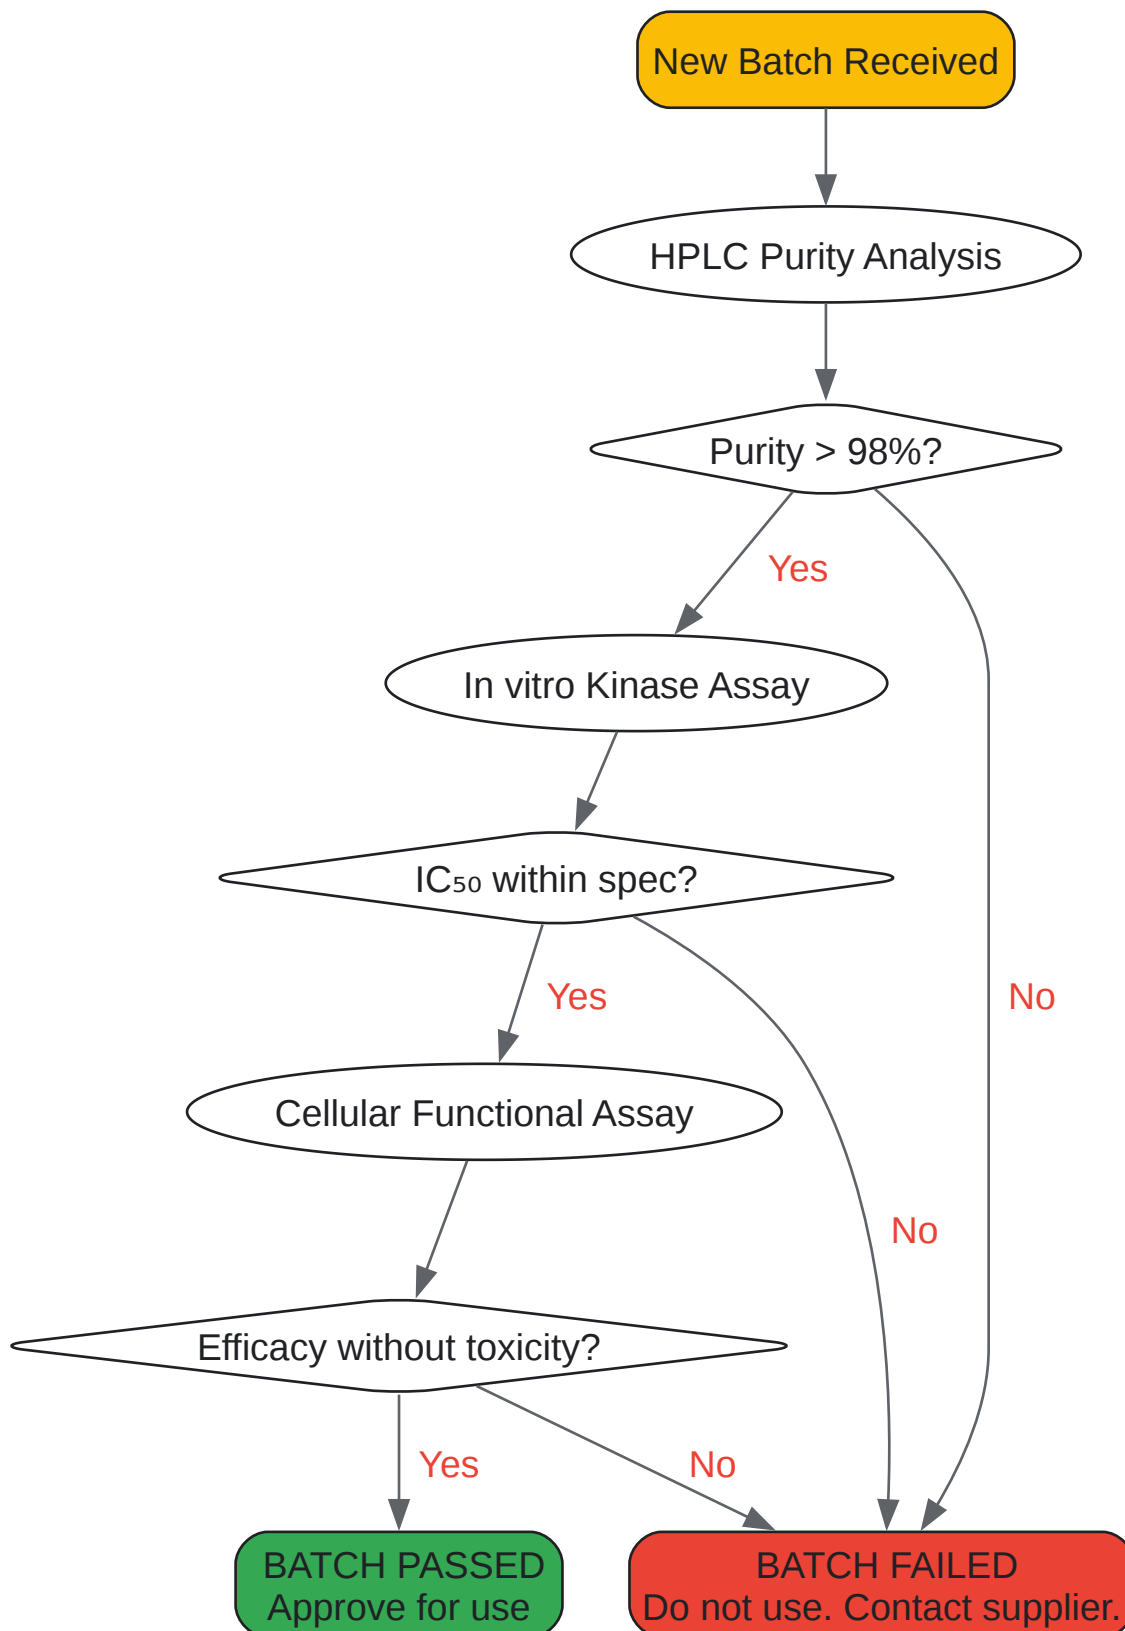 New Batch Received
HPLC Purity Analysis
Purity > 98%?
Yes
In vitro Kinase Assay
IC₅₀ within spec?
Yes
No
Cellular Functional Assay
No
Efficacy without toxicity?
Yes
No
BATCH PASSED
Approve for use
BATCH FAILED
Do not use. Contact supplier.